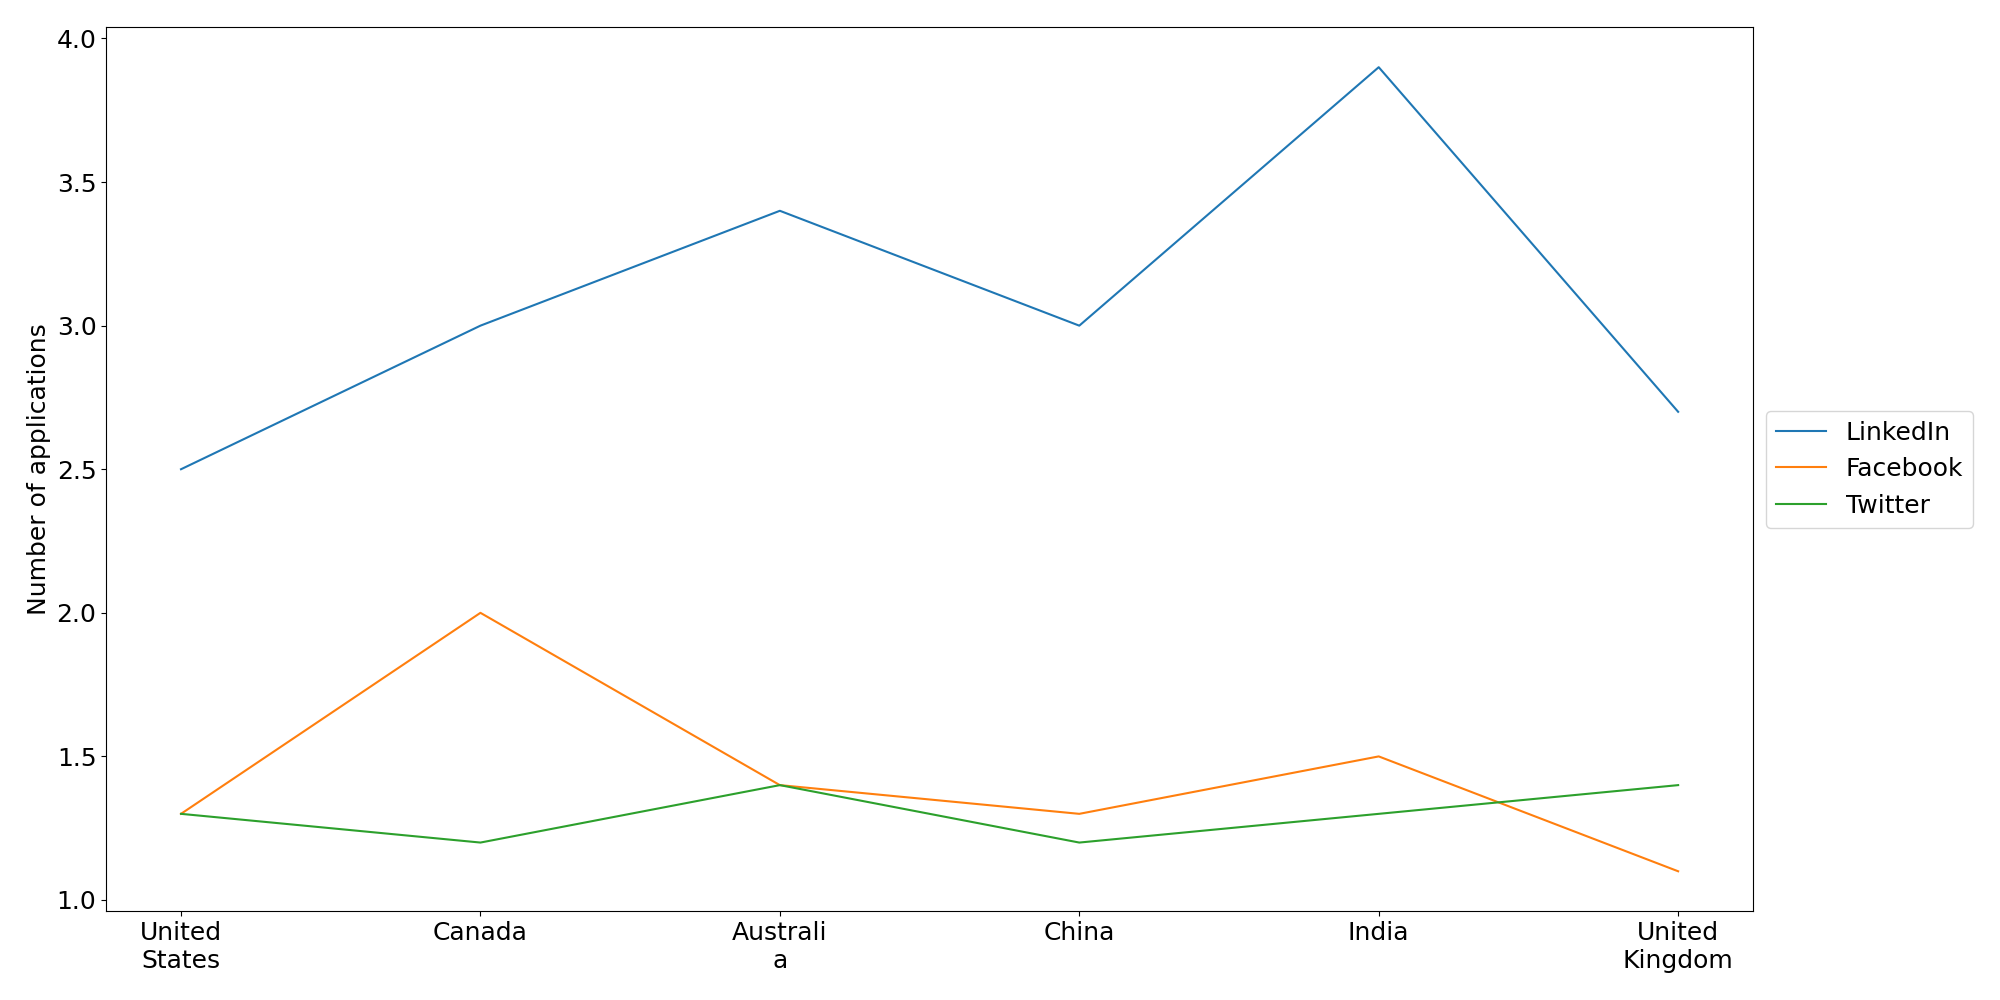 4.0
3.5
3.0
2.5
2.0
1.5
1.0
Number of applications
United
States
Canada
Australi
a
China
India
United
Kingdom
LinkedIn
Facebook
Twitter